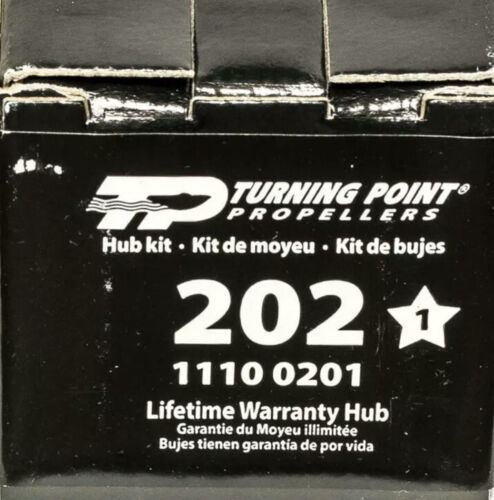 TP TURNING POINT®
PROPELLERS
Hub kit · Kit de moyeu · Kit de bujes
202 1
1110 0201
Lifetime Warranty Hub
Garantie du Moyeu illimitée
Bujes tienen garantía de por vida